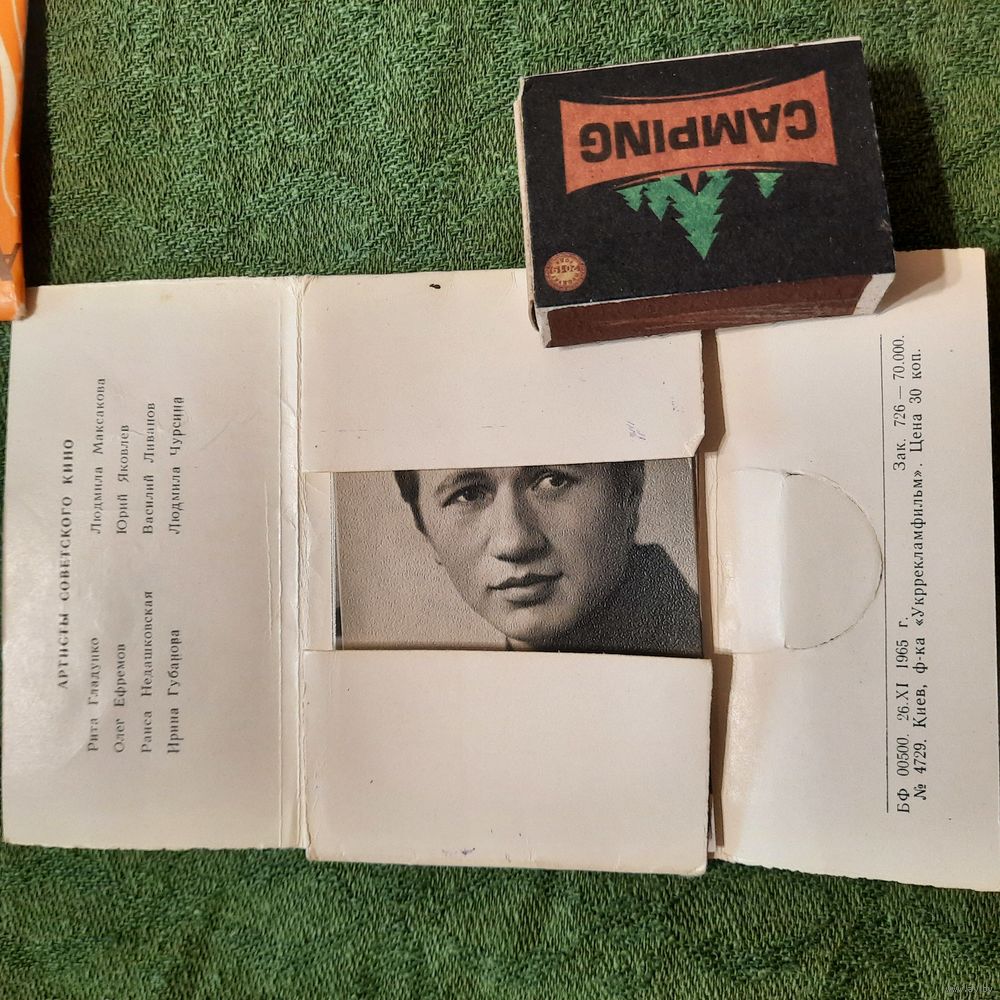 CAMPING
АРТИСТЫ СОВЕТСКОГО КИНО
Рита Гладунко Людмила Максакова
Олег Ефремов Юрий Яковлев
Раиса Недашковская Василий Ливанов
Ирина Губанова Людмила Чурсина
БФ 00500. 26.XI 1965 г. Зак. 726 — 70.000.
№ 4729. Киев, ф-ка «Укррекламфильм». Цена 30 коп.